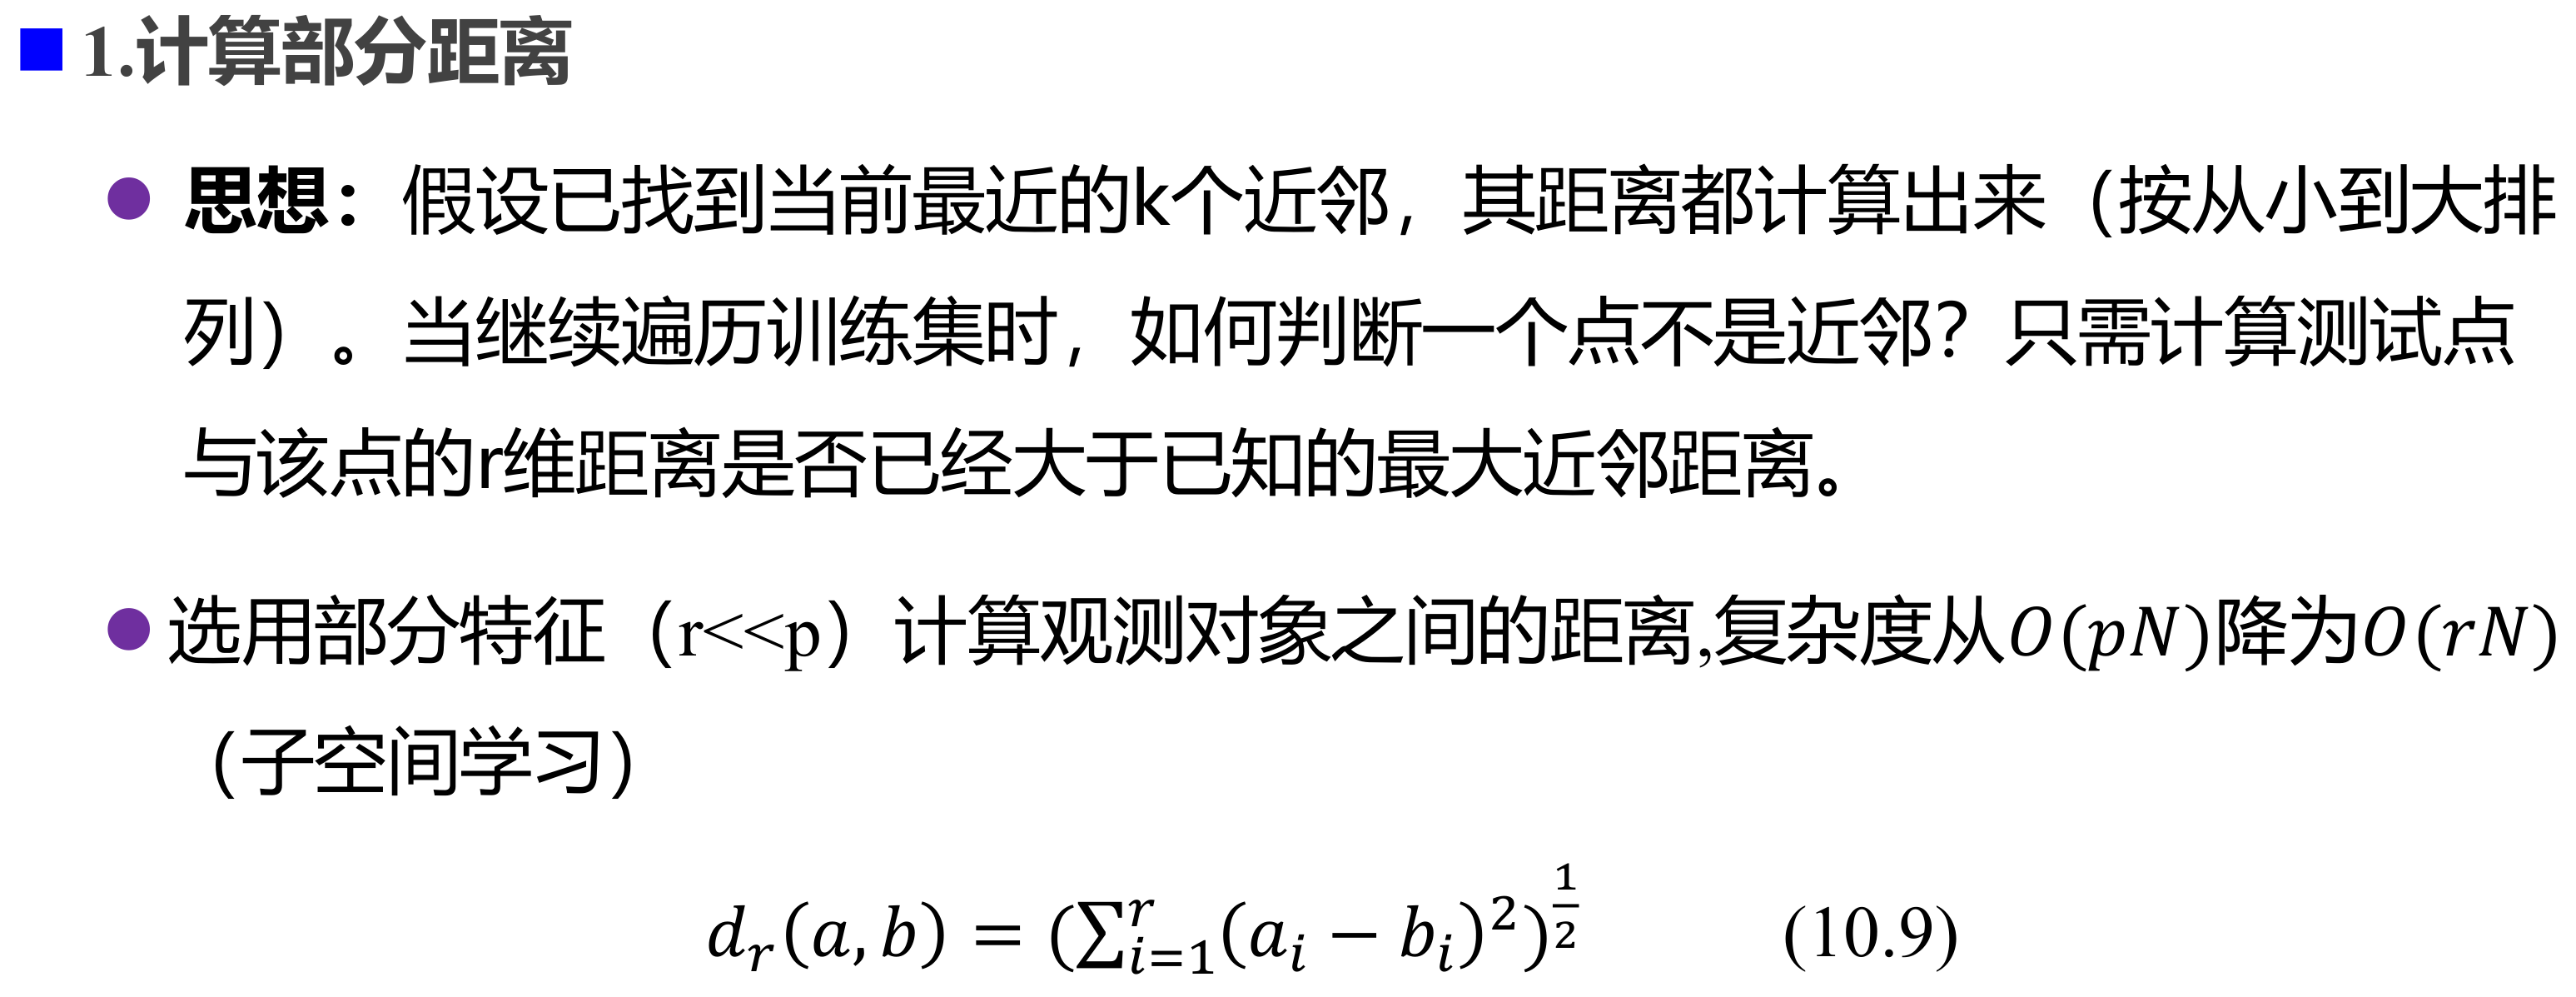 1.计算部分距离
思想：假设已找到当前最近的k个近邻，其距离都计算出来（按从小到大排
列）。当继续遍历训练集时，如何判断一个点不是近邻？只需计算测试点
与该点的r维距离是否已经大于已知的最大近邻距离。
选用部分特征（r<<p）计算观测对象之间的距离,复杂度从O(pN)降为O(rN)
（子空间学习）
d_r(a,b) = (∑_{i=1}^{r}(a_i − b_i)^2)^{\frac{1}{2}} (10.9)